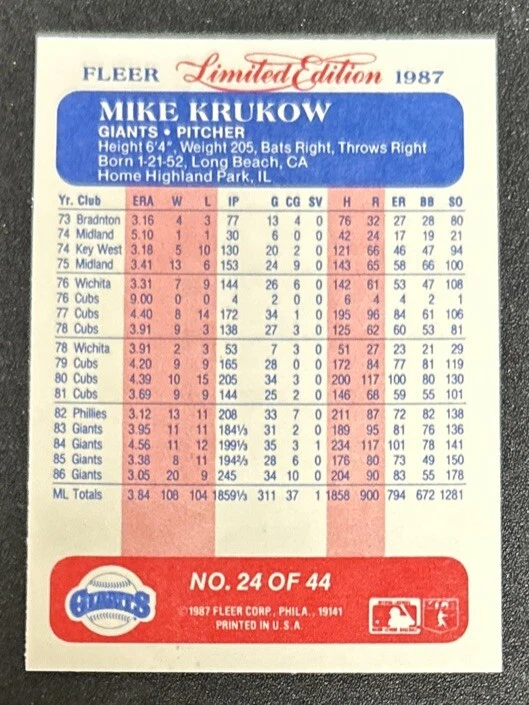 FLEER Limited Edition 1987
MIKE KRUKOW
GIANTS • PITCHER
Height 6'4", Weight 205, Bats Right, Throws Right
Born 1-21-52, Long Beach, CA
Home Highland Park, IL
Yr. Club ERA W L IP G CG SV H R ER BB SO
73 Bradnton 3.16 4 3 77 13 4 0 76 32 27 28 80
74 Midland 5.10 1 1 30 6 0 0 42 24 17 19 21
74 Key West 3.18 5 10 130 20 2 0 121 66 46 47 94
75 Midland 3.41 13 6 153 24 9 0 143 65 58 66 100
76 Wichita 3.31 7 9 144 26 6 0 142 61 53 47 108
76 Cubs 9.00 0 0 4 2 0 0 6 4 4 2 1
77 Cubs 4.40 8 14 172 34 1 0 195 96 84 61 106
78 Cubs 3.91 9 3 138 27 3 0 125 62 60 53 81
78 Wichita 3.91 2 3 53 7 3 0 51 27 23 21 29
79 Cubs 4.20 9 9 165 28 0 0 172 84 77 81 119
80 Cubs 4.39 10 15 205 34 3 0 200 117 100 80 130
81 Cubs 3.69 9 9 144 25 2 0 146 68 59 55 101
82 Phillies 3.12 13 11 208 33 7 0 211 87 72 82 138
83 Giants 3.95 11 11 184⅓ 31 2 0 189 95 81 76 136
84 Giants 4.56 11 12 199⅓ 35 3 1 234 117 101 78 141
85 Giants 3.38 8 11 194⅔ 28 6 0 176 80 73 49 150
86 Giants 3.05 20 9 245 34 10 0 204 90 83 55 178
ML Totals 3.84 108 104 1859⅓ 311 37 1 1858 900 794 672 1281
GIANTS
NO. 24 OF 44
©1987 FLEER CORP., PHILA., 19141
PRINTED IN U.S.A.